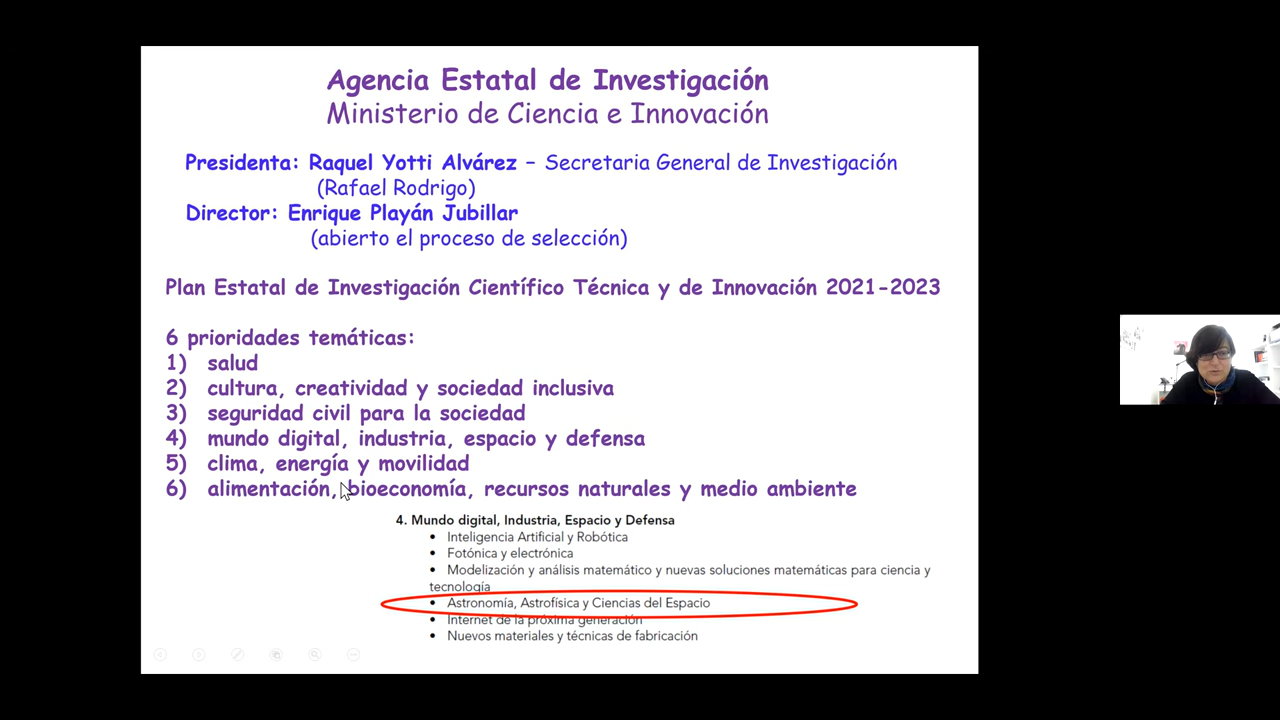 Agencia Estatal de Investigación
Ministerio de Ciencia e Innovación
Presidenta: Raquel Yotti Alvárez – Secretaria General de Investigación
(Rafael Rodrigo)
Director: Enrique Playán Jubillar
(abierto el proceso de selección)
Plan Estatal de Investigación Científico Técnica y de Innovación 2021-2023
6 prioridades temáticas:
1) salud
2) cultura, creatividad y sociedad inclusiva
3) seguridad civil para la sociedad
4) mundo digital, industria, espacio y defensa
5) clima, energía y movilidad
6) alimentación, bioeconomía, recursos naturales y medio ambiente
4. Mundo digital, Industria, Espacio y Defensa
• Inteligencia Artificial y Robótica
• Fotónica y electrónica
• Modelización y análisis matemático y nuevas soluciones matemáticas para ciencia y
tecnología
• Astronomía, Astrofísica y Ciencias del Espacio
• Internet de la próxima generación
• Nuevos materiales y técnicas de fabricación